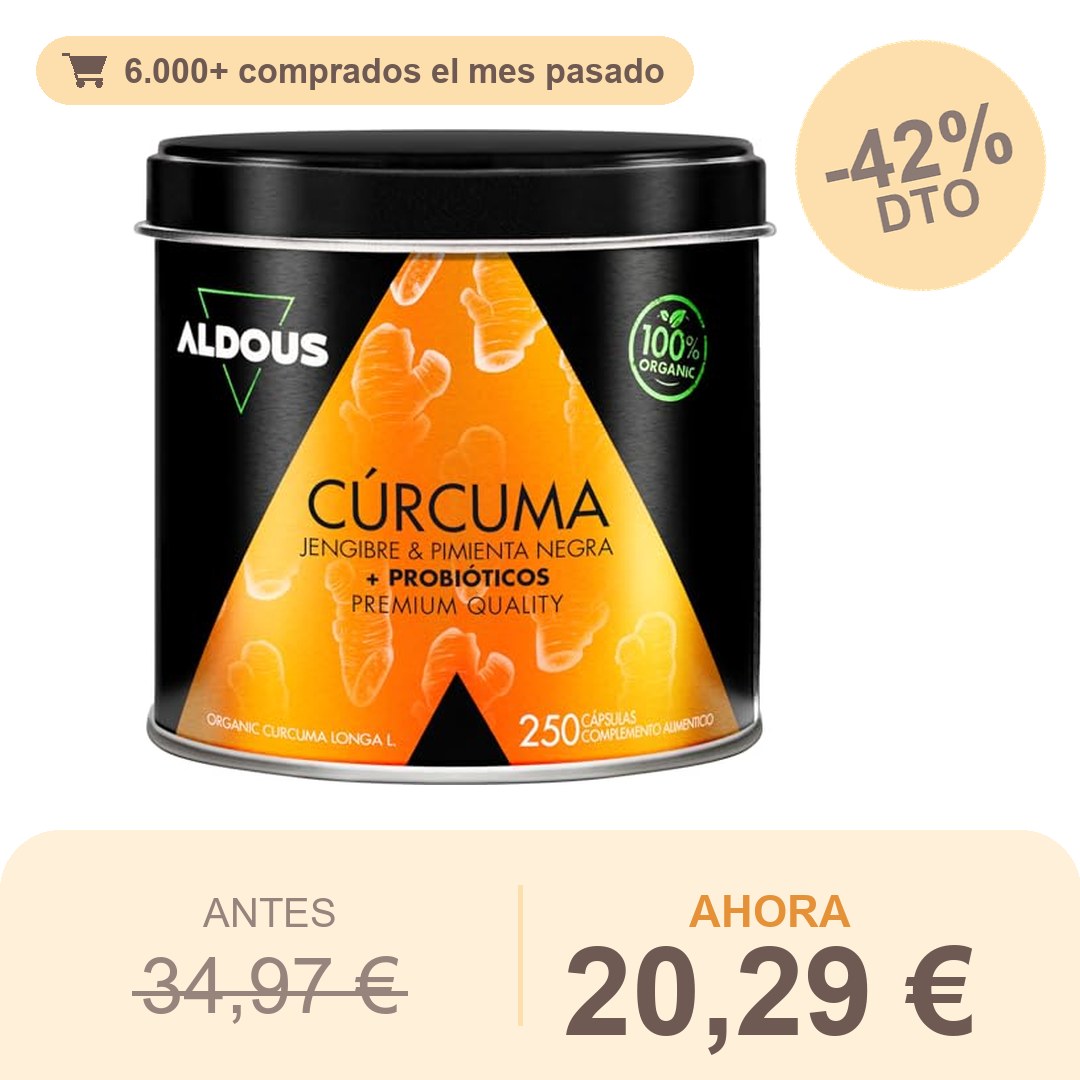 6.000+ comprados el mes pasado
-42%
DTO
ALDOUS
100%
ORGANIC
CÚRCUMA
JENGIBRE & PIMIENTA NEGRA
+ PROBIÓTICOS
PREMIUM QUALITY
ORGANIC CURCUMA LONGA L.
250 CÁPSULAS
COMPLEMENTO ALIMENTICIO
ANTES
34,97 €
AHORA
20,29 €